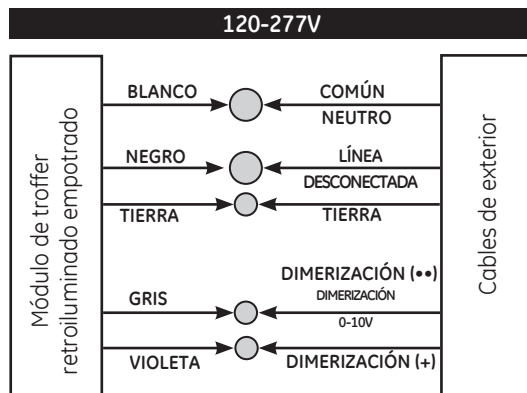 120-277V
Módulo de troffer
retroiluminado empotrado
BLANCO
COMÚN
NEUTRO
NEGRO
LÍNEA
DESCONECTADA
TIERRA
TIERRA
DIMERIZACIÓN (••)
DIMERIZACIÓN
GRIS
0-10V
VIOLETA
DIMERIZACIÓN (+)
Cables de exterior